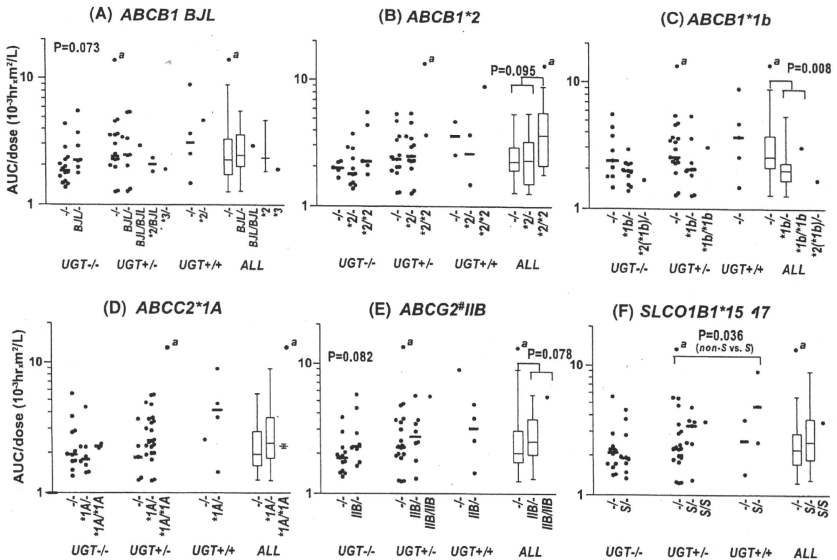 (A) ABCB1 BJL
(B) ABCB1*2
(C) ABCB1*1b
AUC/dose (10⁻³hr.m²/L)
P=0.073
a
10
1
-/-
BJL/-
-/-
BJL/-
BJL/BJL
*2/BJL
*3/-
-/-
*2/-
-/-
BJL/-
BJL/BJL
*2
*3
UGT-/-
UGT+/-
UGT+/+
ALL
a
P=0.095
a
10
1
-/-
*2/-
*2/*2
-/-
*2/-
*2/*2
-/-
*2/-
*2/*2
-/-
*2/-
*2/*2
UGT-/-
UGT+/-
UGT+/+
ALL
a
a
P=0.008
10
1
-/-
*1b/-
*2(*1b)/-
-/-
*1b/-
*1b/*1b
-/-
-/-
*1b/-
*1b/*1b
*2(*1b)/-
UGT-/-
UGT+/-
UGT+/+
ALL
(D) ABCC2*1A
(E) ABCG2#IIB
(F) SLCO1B1*15·17
AUC/dose (10⁻³hr.m²/L)
a
a
10
1
-/-
*1A/-
*1A/*1A
-/-
*1A/-
*1A/*1A
-/-
*1A/-
-/-
*1A/-
*1A/*1A
UGT-/-
UGT+/-
UGT+/+
ALL
P=0.082
a
a
P=0.078
10
1
-/-
IIB/-
-/-
IIB/-
IIB/IIB
-/-
IIB/-
-/-
IIB/-
IIB/IIB
UGT-/-
UGT+/-
UGT+/+
ALL
P=0.036
(non-S vs. S)
a
a
10
1
-/-
S/-
-/-
S/-
S/S
-/-
S/-
-/-
S/-
S/S
UGT-/-
UGT+/-
UGT+/+
ALL